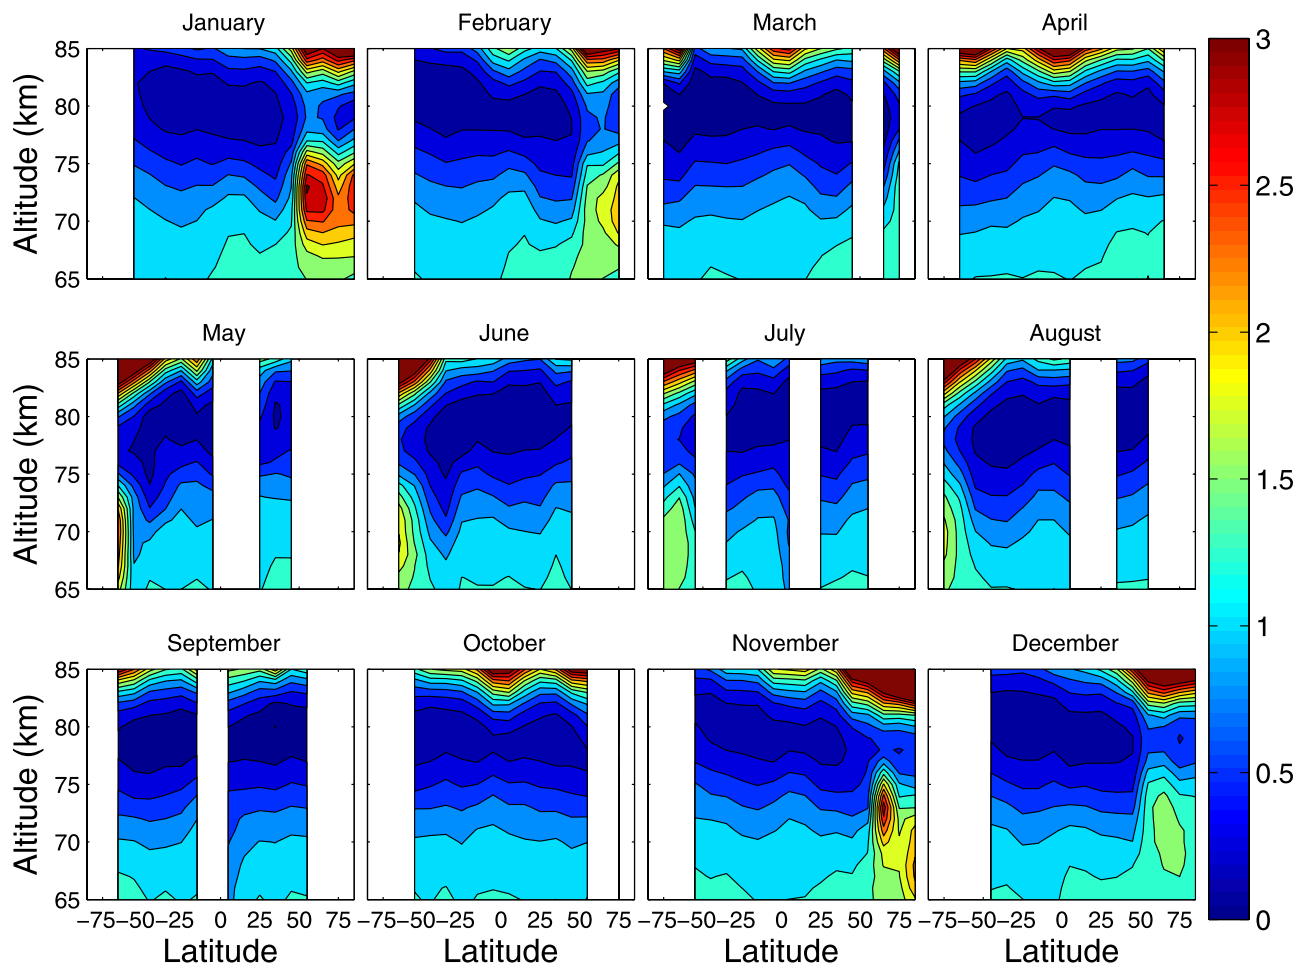 January February March April
85 3
80
75 2.5
70
65
Altitude (km)
2
May June July August
85
80
75 1.5
70
65
Altitude (km)
1
September October November December
85
80
75 0.5
70
65 0
Altitude (km)
−75 −50 −25 0 25 50 75 −75 −50 −25 0 25 50 75 −75 −50 −25 0 25 50 75 −75 −50 −25 0 25 50 75
Latitude Latitude Latitude Latitude